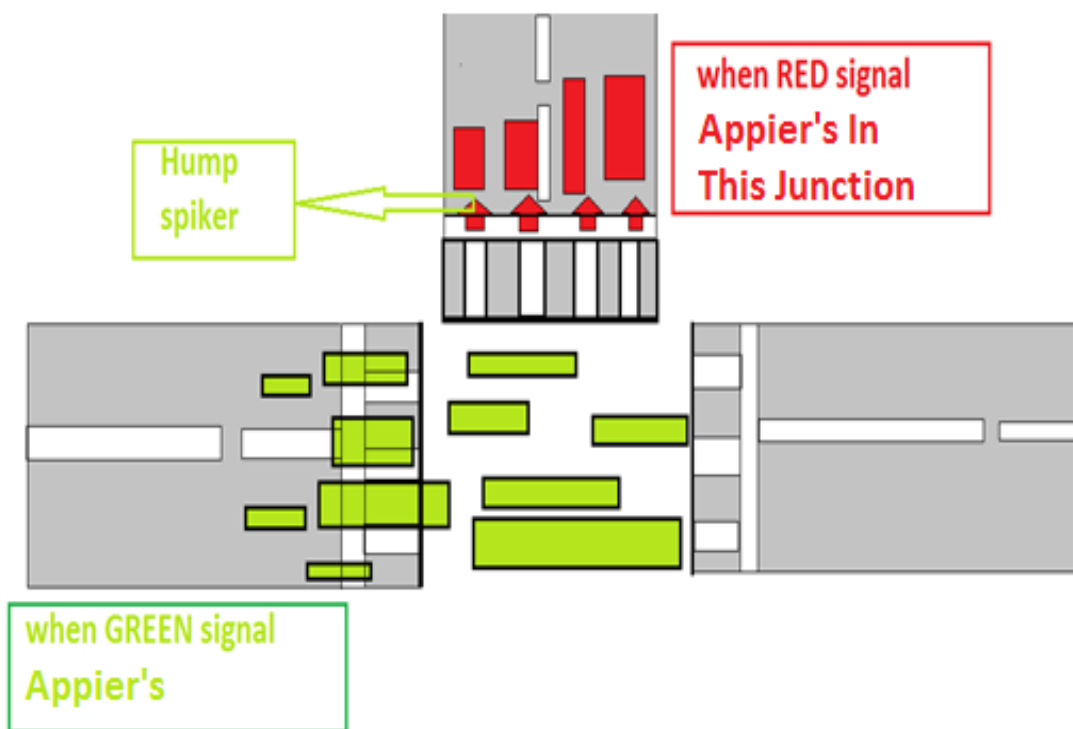 when RED signal
Appier's In
This Junction
Hump
spiker
when GREEN signal
Appier's